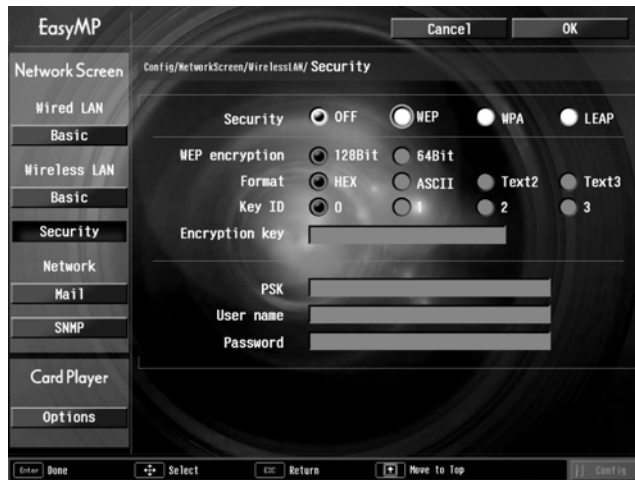 EasyMP
Cancel
OK
Network Screen
Config/NetworkScreen/WirelessLAN/ Security
Wired LAN
Basic
Wireless LAN
Basic
Security
Network
Mail
SNMP
Card Player
Options
Security OFF WEP WPA LEAP
WEP encryption 128Bit 64Bit
Format HEX ASCII Text2 Text3
Key ID 0 1 2 3
Encryption key
PSK
User name
Password
Enter Done
Select
ESC Return
Move to Top
Config